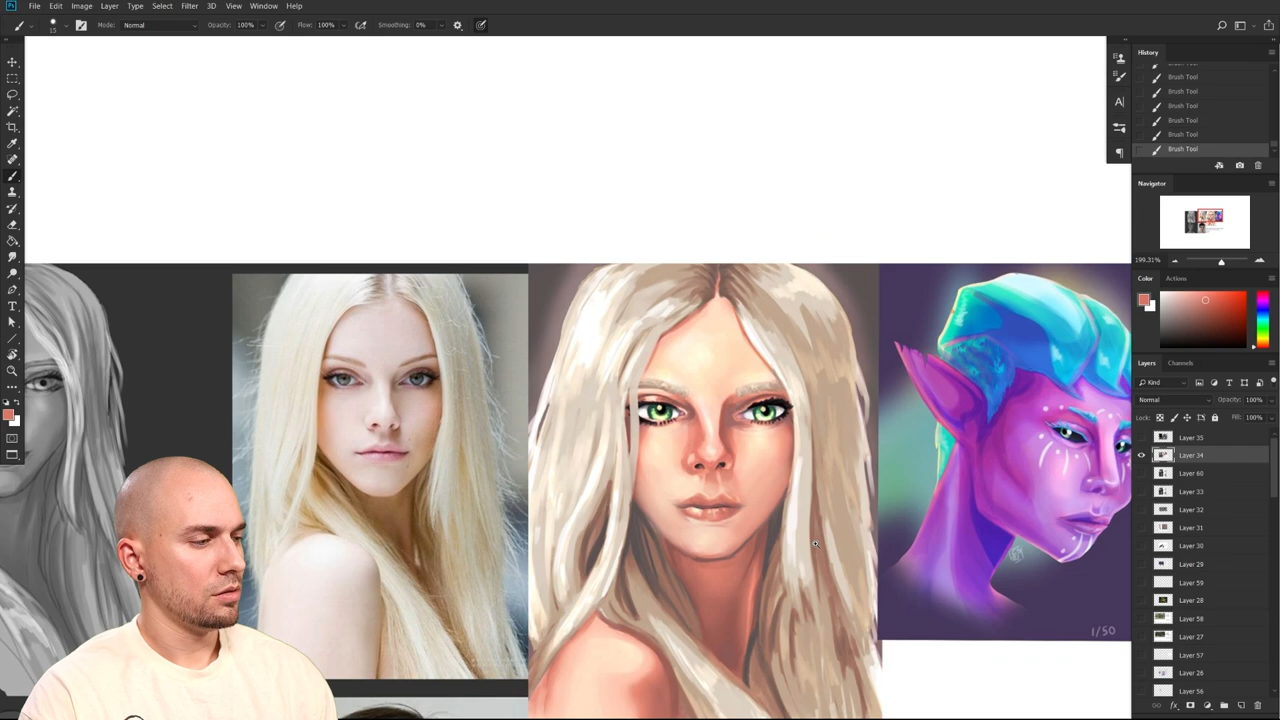 Ps File Edit Image Layer Type Select Filter 3D View Window Help
15 Mode: Normal Opacity: 100% Flow: 100% Smoothing: 0%
History
Brush Tool
Brush Tool
Brush Tool
Brush Tool
Brush Tool
Brush Tool
Navigator
199.31%
Color Actions
Layers Channels
Kind
Normal Opacity: 100%
Lock: Fill: 100%
Layer 35
Layer 34
Layer 60
Layer 33
Layer 32
Layer 31
Layer 30
Layer 29
Layer 59
Layer 28
Layer 58
Layer 27
Layer 57
Layer 26
Layer 56
1/50